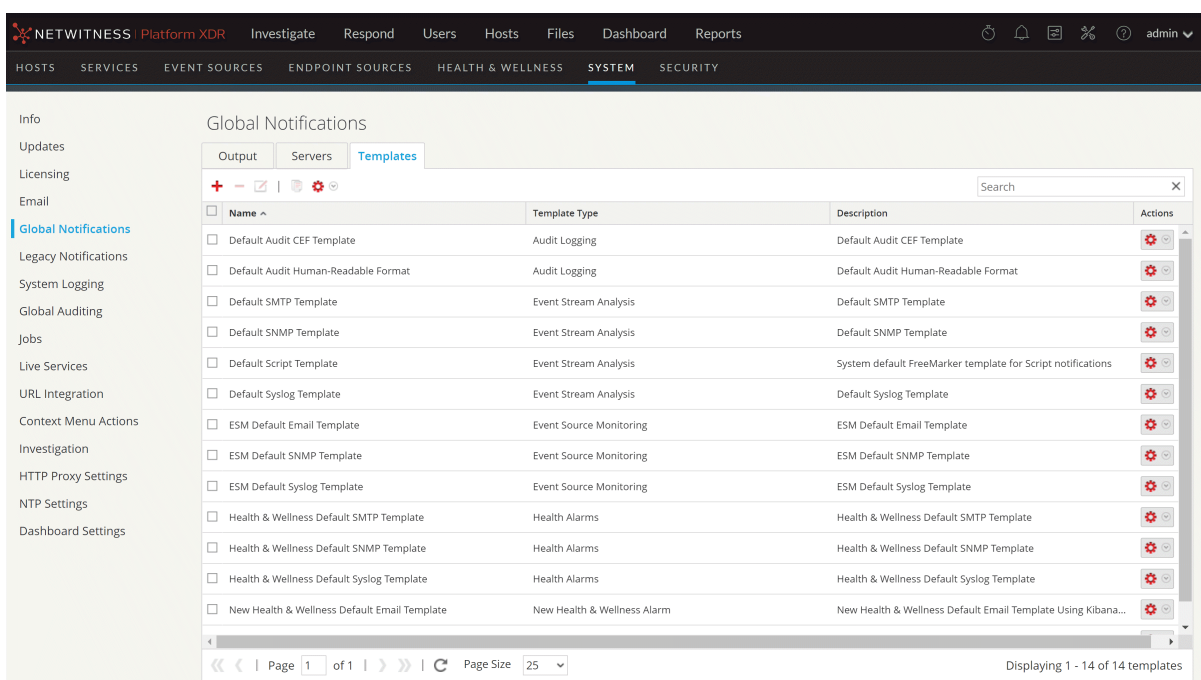 NETWITNESS | Platform XDR Investigate Respond Users Hosts Files Dashboard Reports admin
HOSTS SERVICES EVENT SOURCES ENDPOINT SOURCES HEALTH & WELLNESS SYSTEM SECURITY
Info
Updates
Licensing
Email
Global Notifications
Legacy Notifications
System Logging
Global Auditing
Jobs
Live Services
URL Integration
Context Menu Actions
Investigation
HTTP Proxy Settings
NTP Settings
Dashboard Settings
Global Notifications
Output Servers Templates
Search
Name Template Type Description Actions
Default Audit CEF Template Audit Logging Default Audit CEF Template
Default Audit Human-Readable Format Audit Logging Default Audit Human-Readable Format
Default SMTP Template Event Stream Analysis Default SMTP Template
Default SNMP Template Event Stream Analysis Default SNMP Template
Default Script Template Event Stream Analysis System default FreeMarker template for Script notifications
Default Syslog Template Event Stream Analysis Default Syslog Template
ESM Default Email Template Event Source Monitoring ESM Default Email Template
ESM Default SNMP Template Event Source Monitoring ESM Default SNMP Template
ESM Default Syslog Template Event Source Monitoring ESM Default Syslog Template
Health & Wellness Default SMTP Template Health Alarms Health & Wellness Default SMTP Template
Health & Wellness Default SNMP Template Health Alarms Health & Wellness Default SNMP Template
Health & Wellness Default Syslog Template Health Alarms Health & Wellness Default Syslog Template
New Health & Wellness Default Email Template New Health & Wellness Alarm New Health & Wellness Default Email Template Using Kibana...
Page 1 of 1 Page Size 25 Displaying 1 - 14 of 14 templates